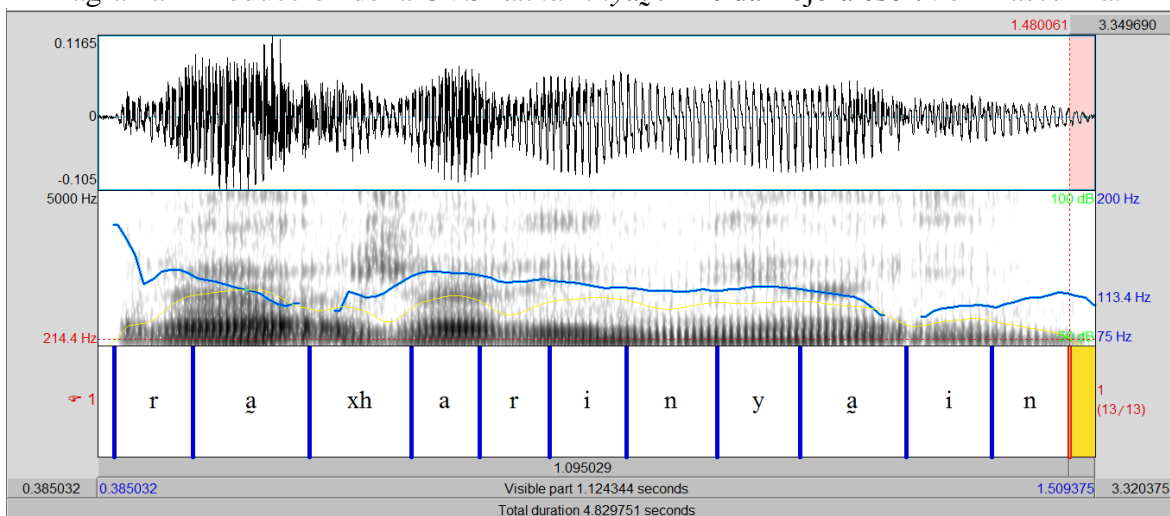 1.480061 3.349690
0.1165
0
-0.105
5000 Hz 100 dB 200 Hz
113.4 Hz
214.4 Hz 75 Hz
☞ 1 r a̱ xh a r i n y a̱ i n 1
(13/13)
1.095029
0.385032 0.385032 Visible part 1.124344 seconds 1.509375 3.320375
Total duration 4.829751 seconds